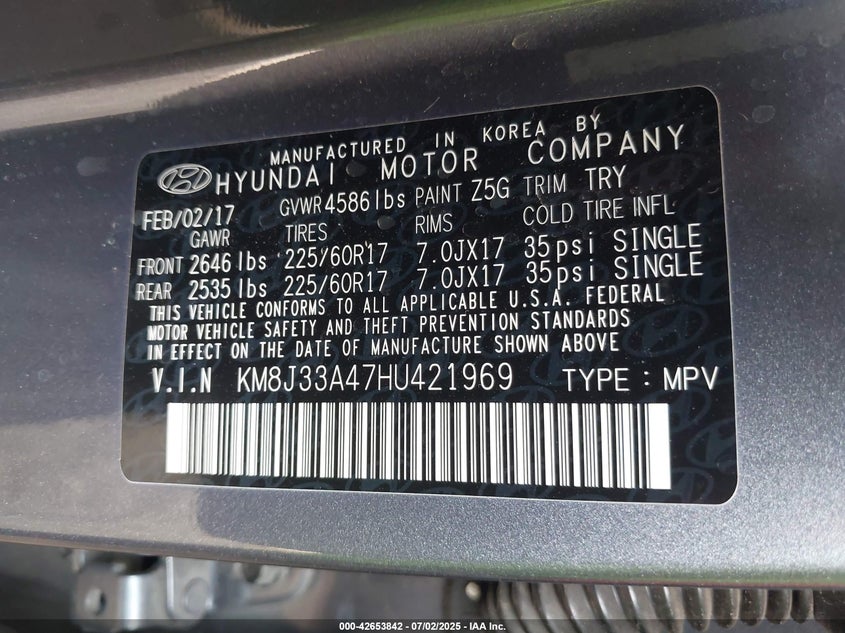 MANUFACTURED IN KOREA BY
HYUNDAI MOTOR COMPANY
FEB/02/17 GVWR 4586 lbs PAINT Z5G TRIM TRY
GAWR TIRES RIMS COLD TIRE INFL
FRONT 2646 lbs 225/60R17 7.0JX17 35psi SINGLE
REAR 2535 lbs 225/60R17 7.0JX17 35psi SINGLE
THIS VEHICLE CONFORMS TO ALL APPLICABLE U.S.A. FEDERAL
MOTOR VEHICLE SAFETY AND THEFT PREVENTION STANDARDS
IN EFFECT ON THE DATE OF MANUFACTURE SHOWN ABOVE
V.I.N KM8J33A47HU421969 TYPE : MPV
000-42653842 - 07/02/2025 - IAA Inc.